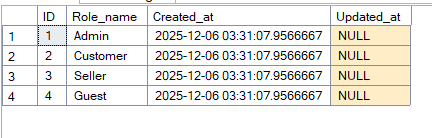 ID Role_name Created_at Updated_at
1 1 Admin 2025-12-06 03:31:07.9566667 NULL
2 2 Customer 2025-12-06 03:31:07.9566667 NULL
3 3 Seller 2025-12-06 03:31:07.9566667 NULL
4 4 Guest 2025-12-06 03:31:07.9566667 NULL